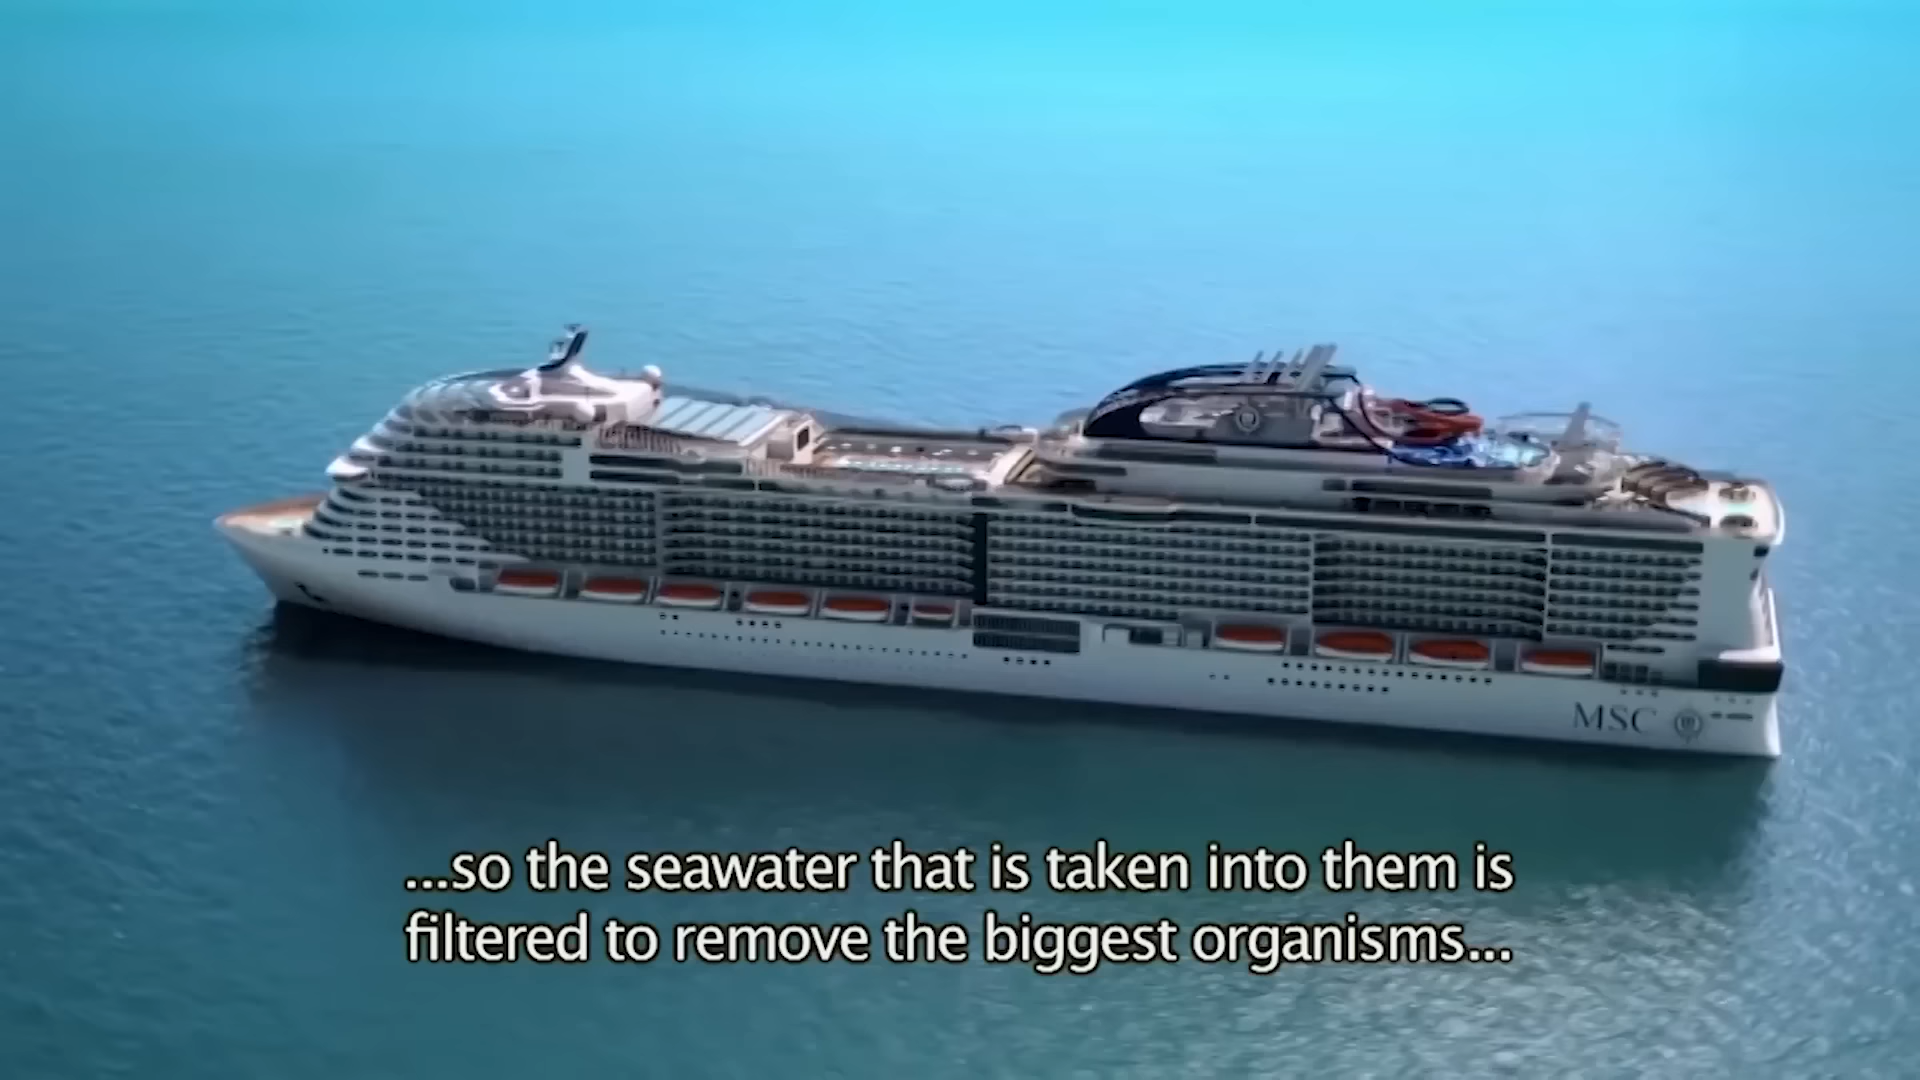 MSC
...so the seawater that is taken into them is
filtered to remove the biggest organisms...